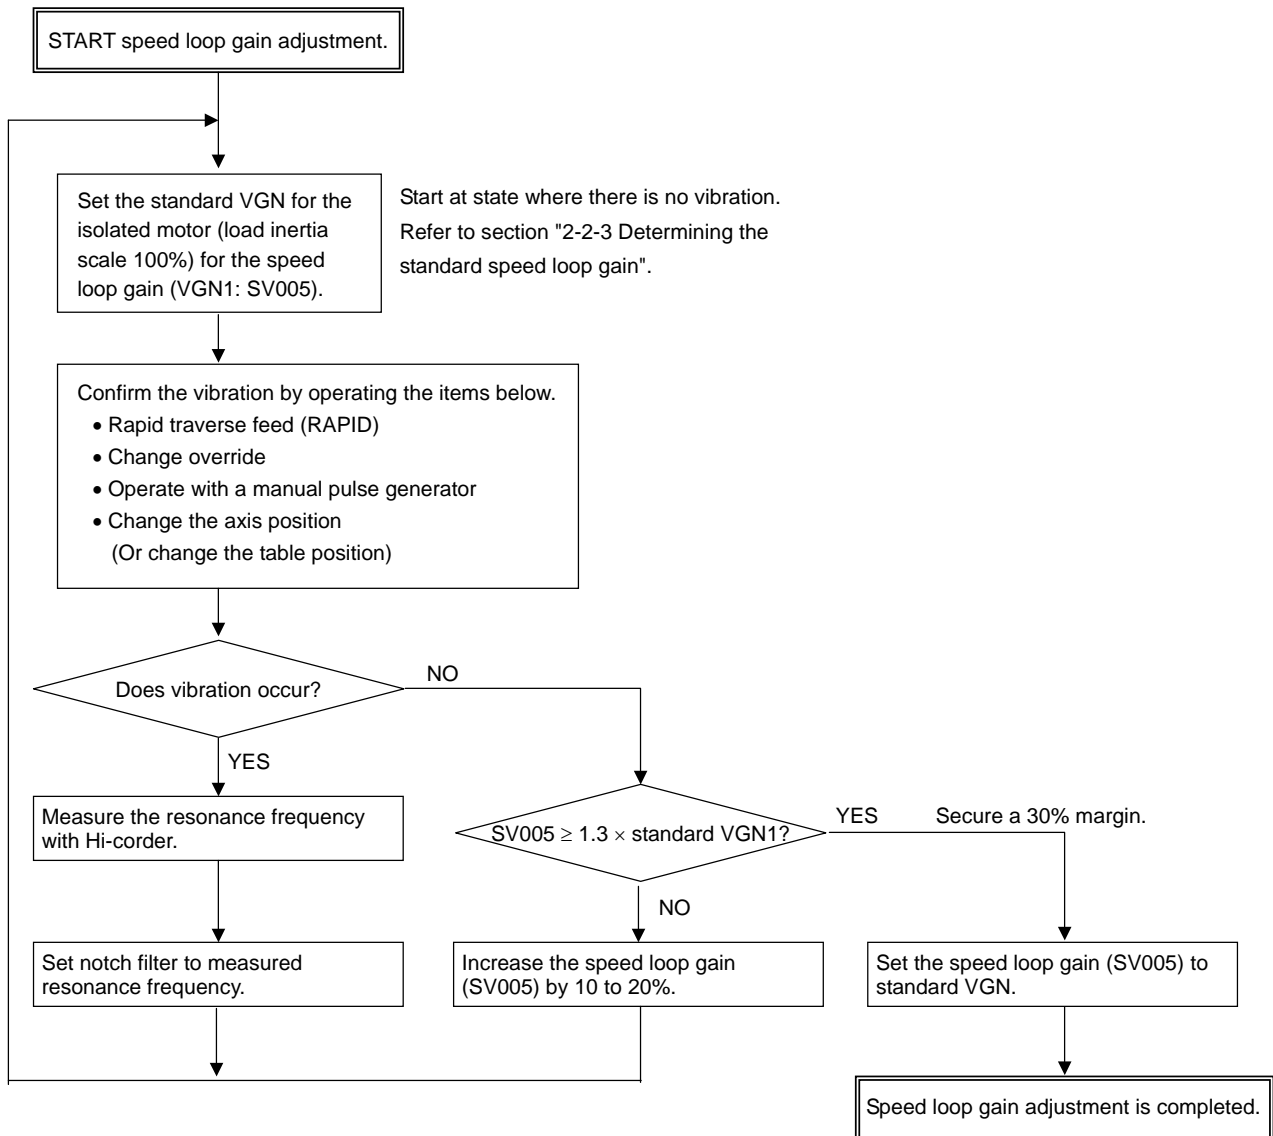 START speed loop gain adjustment.
Set the standard VGN for the
isolated motor (load inertia
scale 100%) for the speed
loop gain (VGN1: SV005).
Start at state where there is no vibration.
Refer to section "2-2-3 Determining the
standard speed loop gain".
Confirm the vibration by operating the items below.
• Rapid traverse feed (RAPID)
• Change override
• Operate with a manual pulse generator
• Change the axis position
(Or change the table position)
Does vibration occur?
NO
YES
Measure the resonance frequency
with Hi-corder.
Set notch filter to measured
resonance frequency.
SV005 ≥ 1.3 × standard VGN1?
YES
Secure a 30% margin.
NO
Increase the speed loop gain
(SV005) by 10 to 20%.
Set the speed loop gain (SV005) to
standard VGN.
Speed loop gain adjustment is completed.